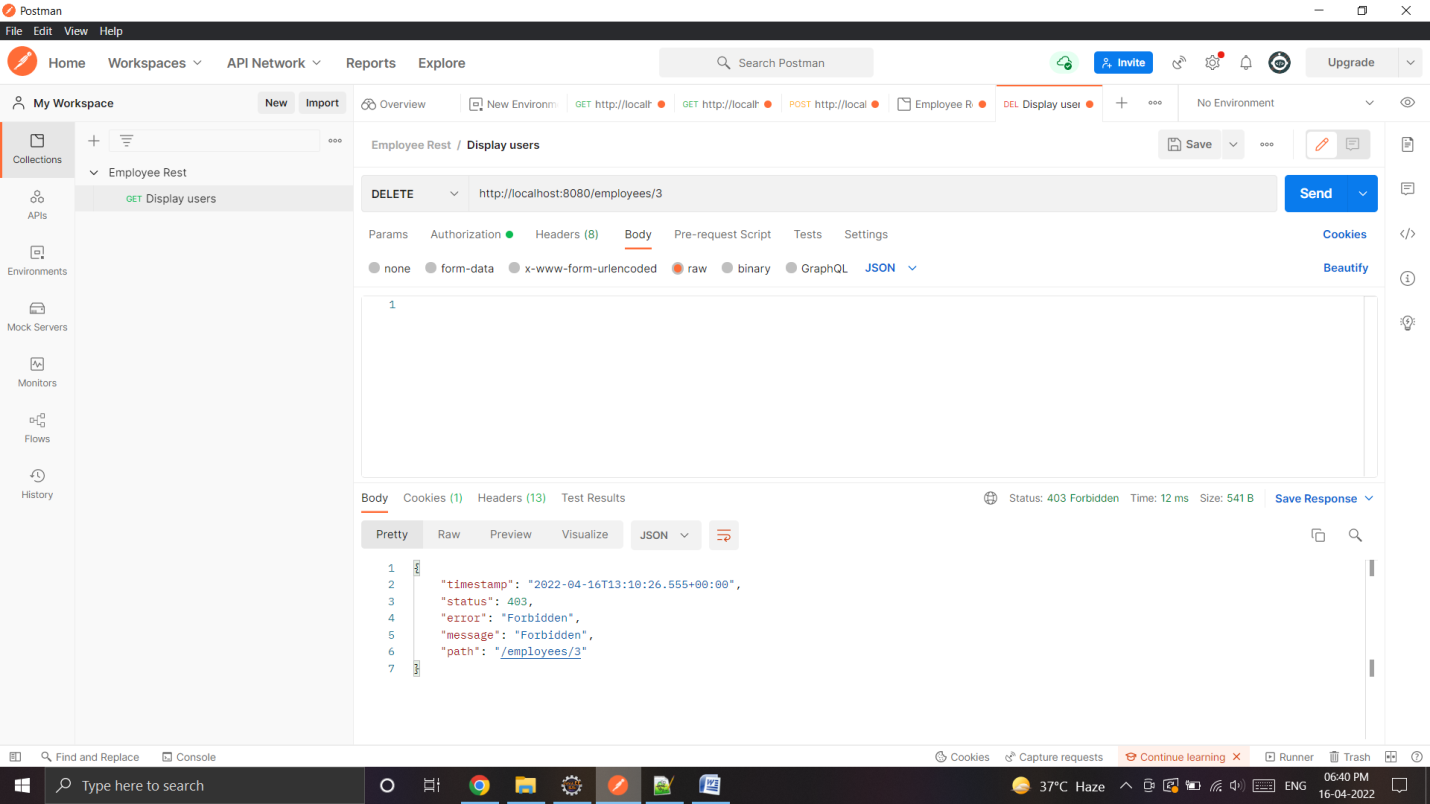 Postman
File Edit View Help
Home Workspaces API Network Reports Explore Search Postman Invite Upgrade
My Workspace New Import Overview New Environm GET http://localh GET http://localh POST http://local Employee R DEL Display user No Environment
Collections
APIs
Environments
Mock Servers
Monitors
Flows
History
Employee Rest
GET Display users
Employee Rest / Display users Save
DELETE http://localhost:8080/employees/3 Send
Params Authorization Headers (8) Body Pre-request Script Tests Settings Cookies
none form-data x-www-form-urlencoded raw binary GraphQL JSON Beautify
1
Body Cookies (1) Headers (13) Test Results Status: 403 Forbidden Time: 12 ms Size: 541 B Save Response
Pretty Raw Preview Visualize JSON
1 {
2 "timestamp": "2022-04-16T13:10:26.555+00:00",
3 "status": 403,
4 "error": "Forbidden",
5 "message": "Forbidden",
6 "path": "/employees/3"
7 }
Find and Replace Console Cookies Capture requests Continue learning Runner Trash
Type here to search 37°C Haze ENG 06:40 PM
16-04-2022